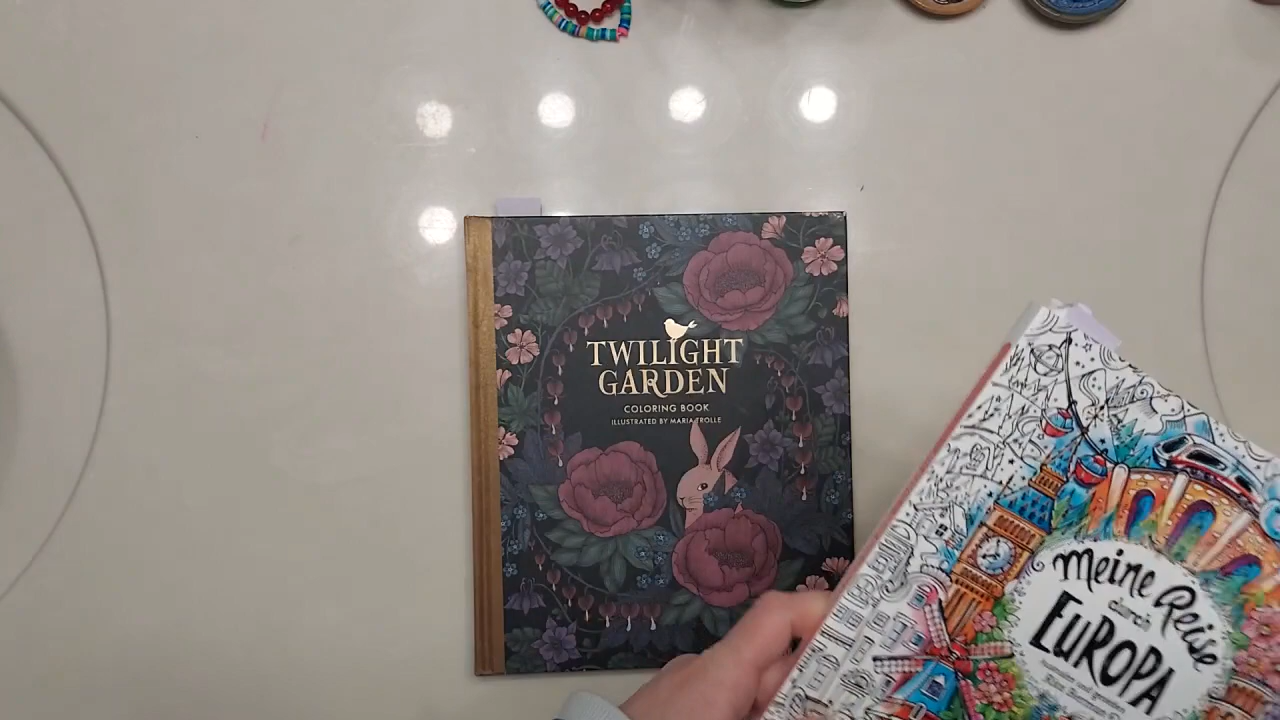 TWILIGHT
GARDEN
COLORING BOOK
ILLUSTRATED BY MARIA TROLLE
Meine Reise
durch
EUROPA